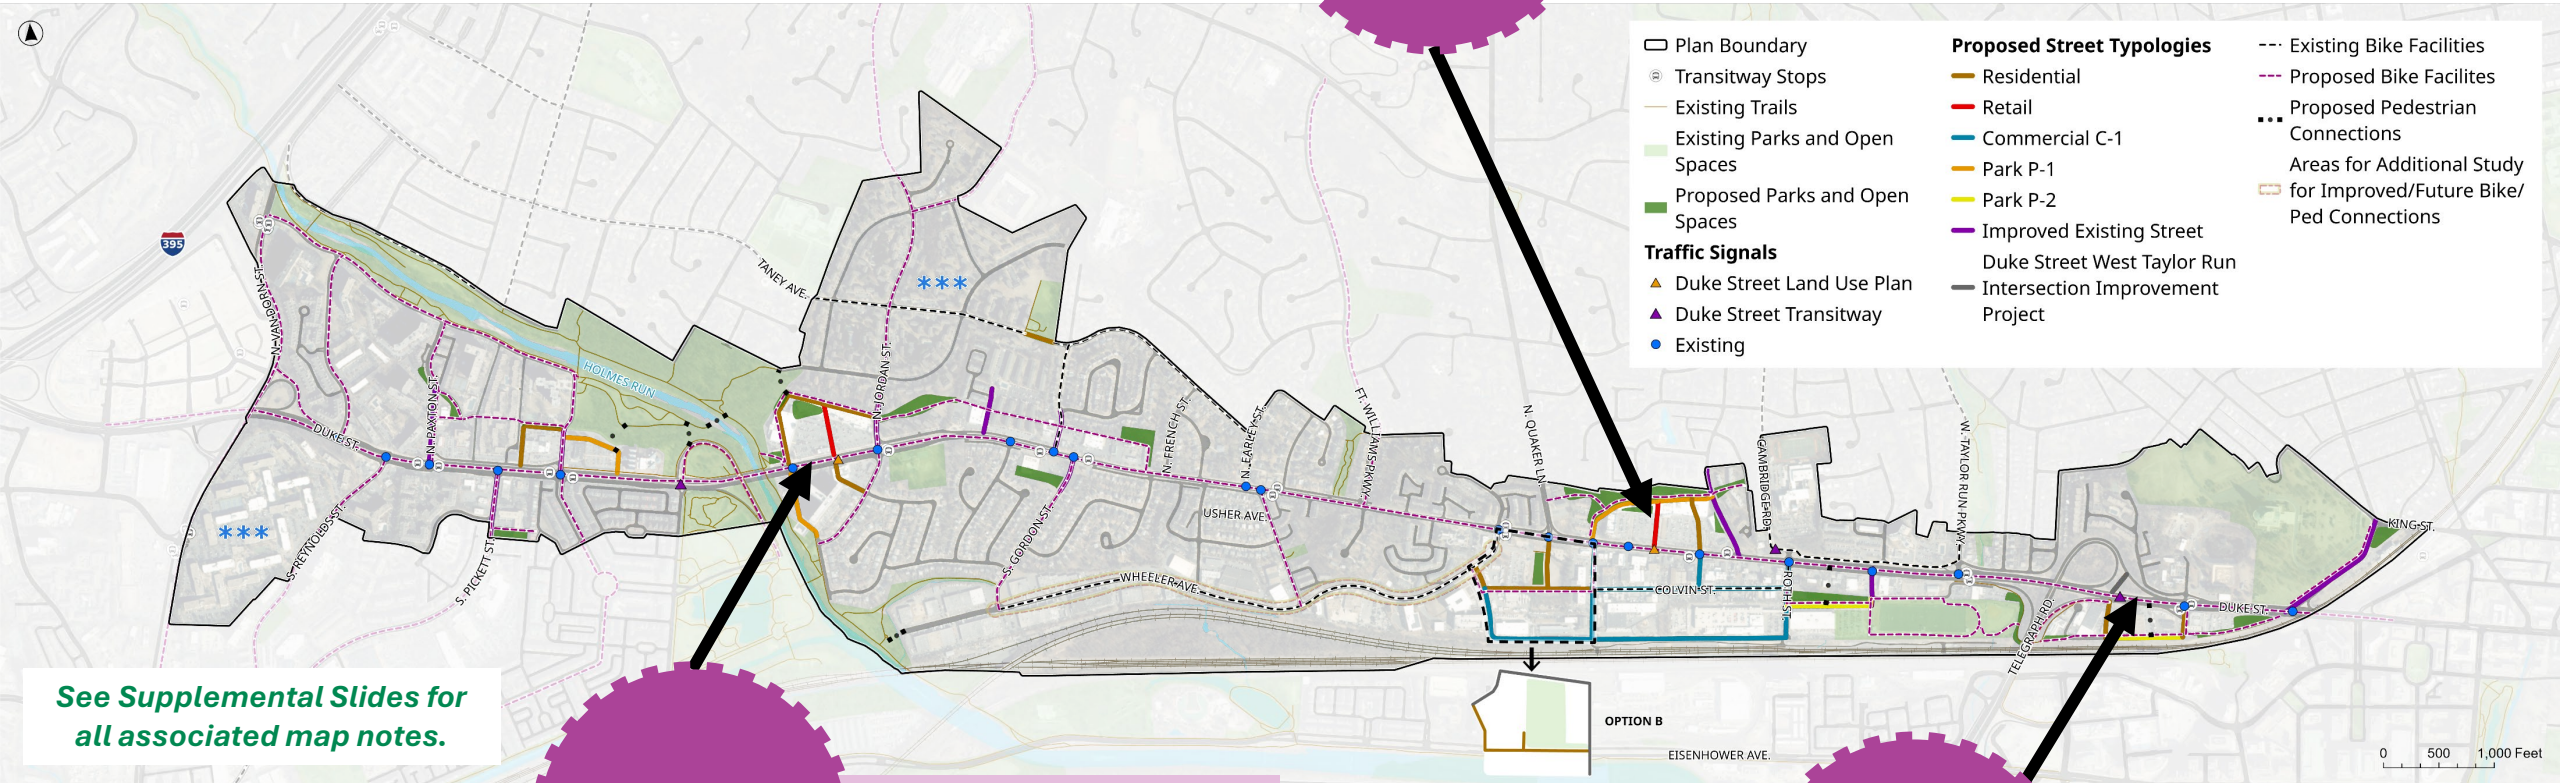 Plan Boundary
Transitway Stops
Existing Trails
Existing Parks and Open
Spaces
Proposed Parks and Open
Spaces
Traffic Signals
Duke Street Land Use Plan
Duke Street Transitway
Existing
Proposed Street Typologies
Residential
Retail
Commercial C-1
Park P-1
Park P-2
Improved Existing Street
Duke Street West Taylor Run
Intersection Improvement
Project
Existing Bike Facilities
Proposed Bike Facilites
Proposed Pedestrian
Connections
Areas for Additional Study
for Improved/Future Bike/
Ped Connections
395
N. VAN DORN ST.
TANEY AVE.
***
HOLMES RUN
N. JORDAN ST.
N. PAXTON ST.
DUKE ST.
N. FRENCH ST.
N. EARLEY ST.
FT. WILLIAMS PKWY.
N. QUAKER LN.
CAMBRIDGE RD.
W. TAYLOR RUN PKWY.
KING ST.
***
S. REYNOLDS ST.
S. PICKETT ST.
S. GORDON ST.
USHER AVE.
WHEELER AVE.
COLVIN ST.
ROTH ST.
TELEGRAPH RD.
DUKE ST.
See Supplemental Slides for
all associated map notes.
OPTION B
EISENHOWER AVE.
0 500 1,000 Feet